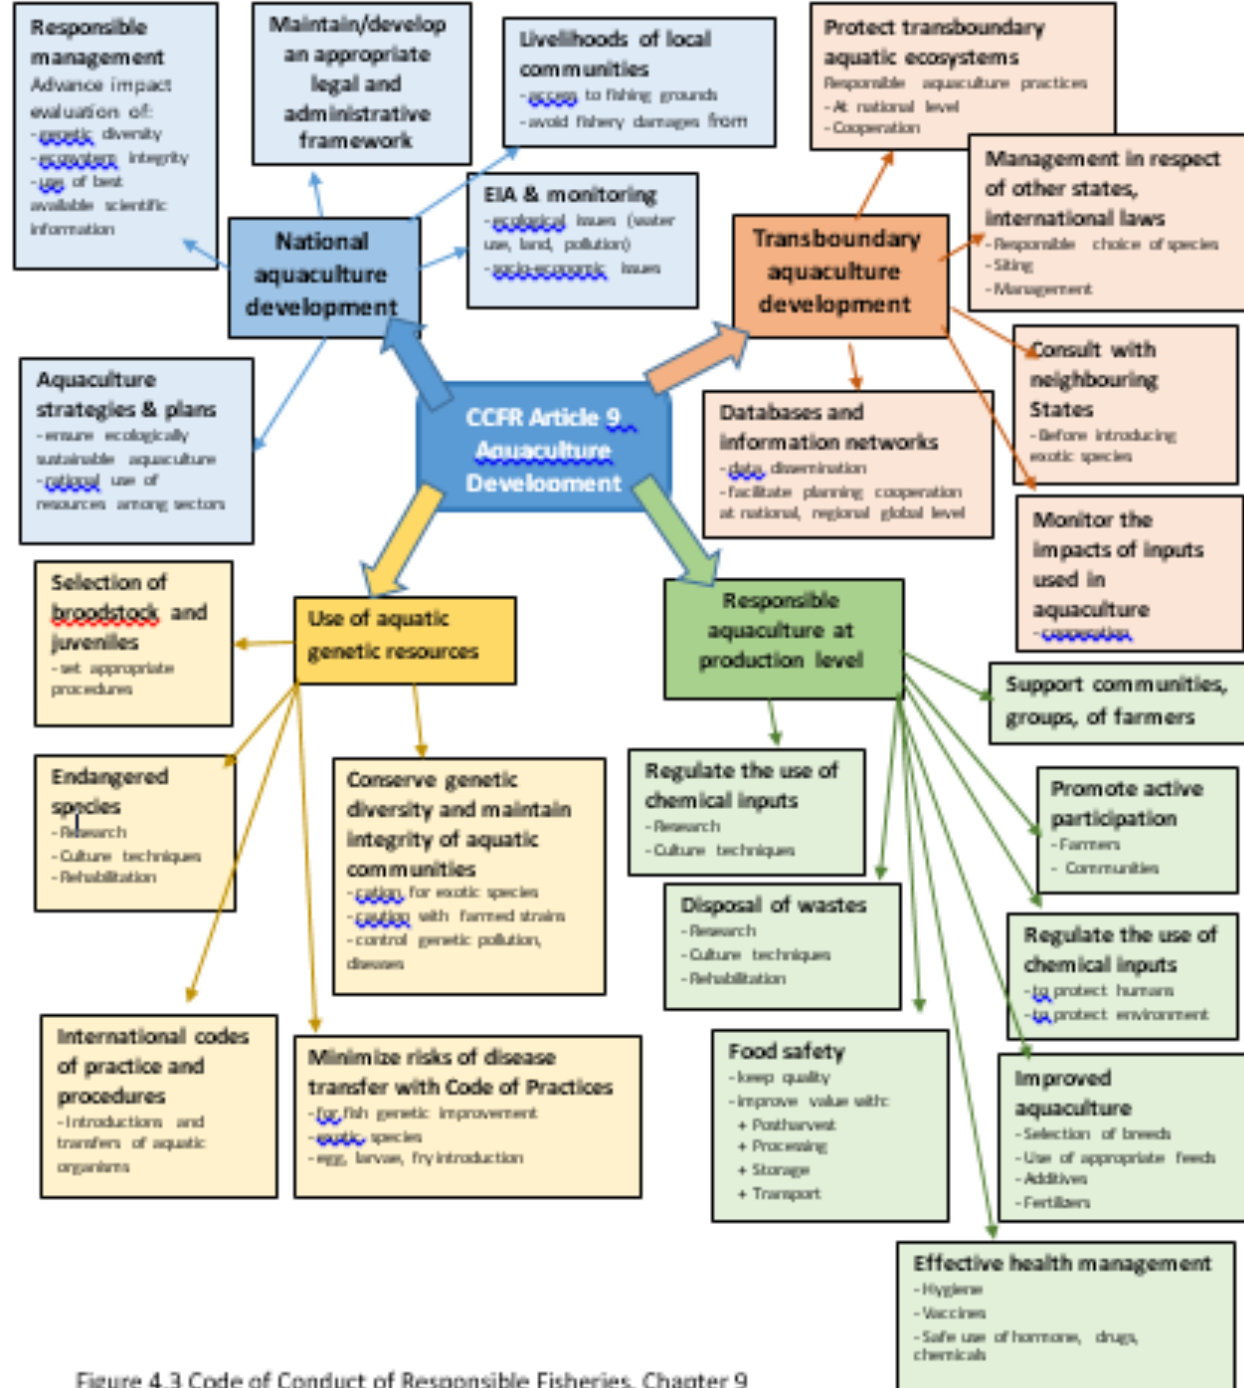 Responsible
management
Advance impact
evaluation of:
- genetic diversity
- ecosystem integrity
- use of best
available scientific
information
Maintain/develop
an appropriate
legal and
administrative
framework
Livelihoods of local
communities
- access to fishing grounds
- avoid fishery damages from
EIA & monitoring
- ecological issues (water
use, land, pollution)
- socio-economic issues
National
aquaculture
development
Aquaculture
strategies & plans
- ensure ecologically
sustainable aquaculture
- rational use of
resources among sectors
Protect transboundary
aquatic ecosystems
Responsible aquaculture practices
- At national level
- Cooperation
Management in respect
of other states,
international laws
- Responsible choice of species
- Siting
- Management
Transboundary
aquaculture
development
Consult with
neighbouring
States
- Before introducing
exotic species
Databases and
information networks
- data dissemination
- facilitate planning cooperation
at national, regional global level
Monitor the
impacts of inputs
used in
aquaculture
- cooperation
CCFR Article 9
Aquaculture
Development
Use of aquatic
genetic resources
Selection of
broodstock and
juveniles
- set appropriate
procedures
Endangered
species
- Research
- Culture techniques
- Rehabilitation
Conserve genetic
diversity and maintain
integrity of aquatic
communities
- cation for exotic species
- caution with farmed strains
- control genetic pollution,
diseases
International codes
of practice and
procedures
- Introductions and
transfers of aquatic
organisms
Minimize risks of disease
transfer with Code of Practices
- for fish genetic improvement
- exotic species
- egg, larvae, fry introduction
Responsible
aquaculture at
production level
Support communities,
groups, of farmers
Regulate the use of
chemical inputs
- Research
- Culture techniques
Promote active
participation
- Farmers
- Communities
Disposal of wastes
- Research
- Culture techniques
- Rehabilitation
Regulate the use of
chemical inputs
- to protect humans
- to protect environment
Food safety
- keep quality
- improve value with:
+ Postharvest
+ Processing
+ Storage
+ Transport
Improved
aquaculture
- Selection of breeds
- Use of appropriate feeds
- Additives
- Fertilizers
Effective health management
- Hygiene
- Vaccines
- Safe use of hormone, drugs,
chemicals
Figure 4.3 Code of Conduct of Responsible Fisheries, Chapter 9